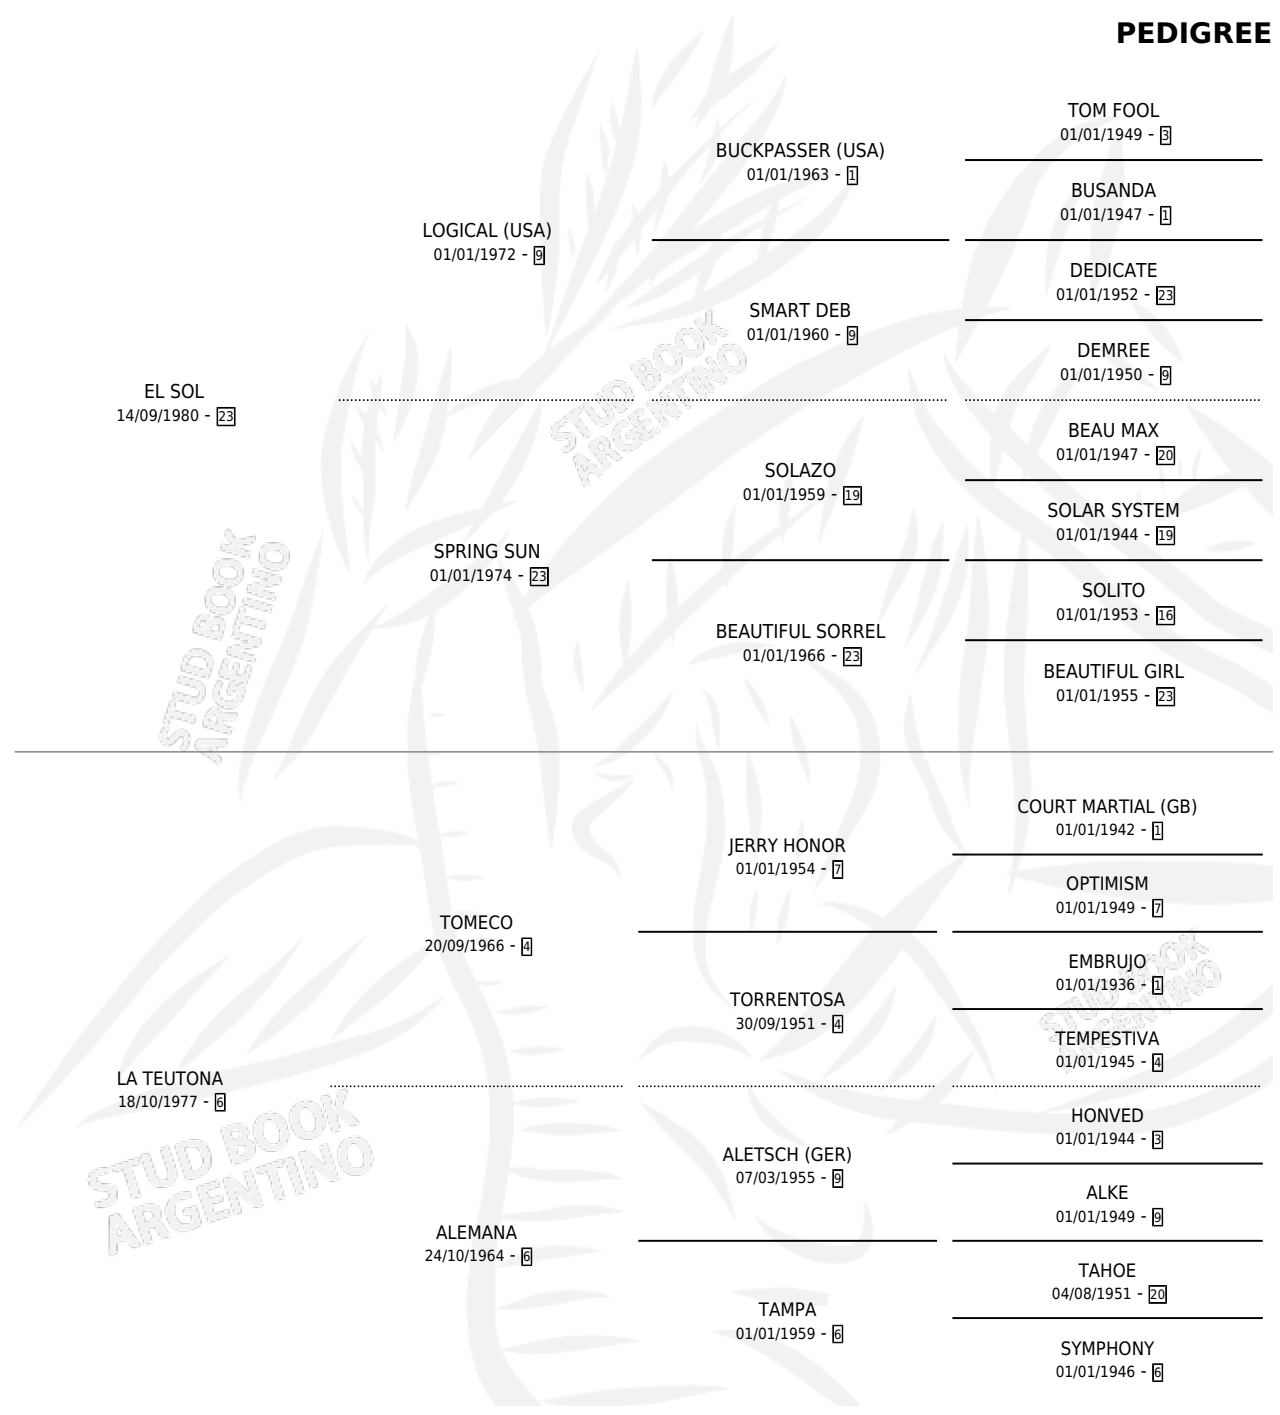 PEDIGREE
TOM FOOL
01/01/1949 - 3
BUCKPASSER (USA)
01/01/1963 - 1
BUSANDA
01/01/1947 - 1
LOGICAL (USA)
01/01/1972 - 9
DEDICATE
01/01/1952 - 23
SMART DEB
01/01/1960 - 9
DEMREE
01/01/1950 - 9
EL SOL
14/09/1980 - 23
BEAU MAX
01/01/1947 - 20
SOLAZO
01/01/1959 - 19
SOLAR SYSTEM
01/01/1944 - 19
SPRING SUN
01/01/1974 - 23
SOLITO
01/01/1953 - 16
BEAUTIFUL SORREL
01/01/1966 - 23
BEAUTIFUL GIRL
01/01/1955 - 23
COURT MARTIAL (GB)
01/01/1942 - 1
JERRY HONOR
01/01/1954 - 7
OPTIMISM
01/01/1949 - 7
TOMECO
20/09/1966 - 4
EMBRUJO
01/01/1936 - 1
TORRENTOSA
30/09/1951 - 4
TEMPESTIVA
01/01/1945 - 4
LA TEUTONA
18/10/1977 - 6
HONVED
01/01/1944 - 3
ALETSCH (GER)
07/03/1955 - 9
ALKE
01/01/1949 - 9
ALEMANA
24/10/1964 - 6
TAHOE
04/08/1951 - 20
TAMPA
01/01/1959 - 6
SYMPHONY
01/01/1946 - 6
STUD BOOK
ARGENTINO
STUD BOOK
ARGENTINO
STUD BOOK
ARGENTINO
STUD BOOK
ARGENTINO